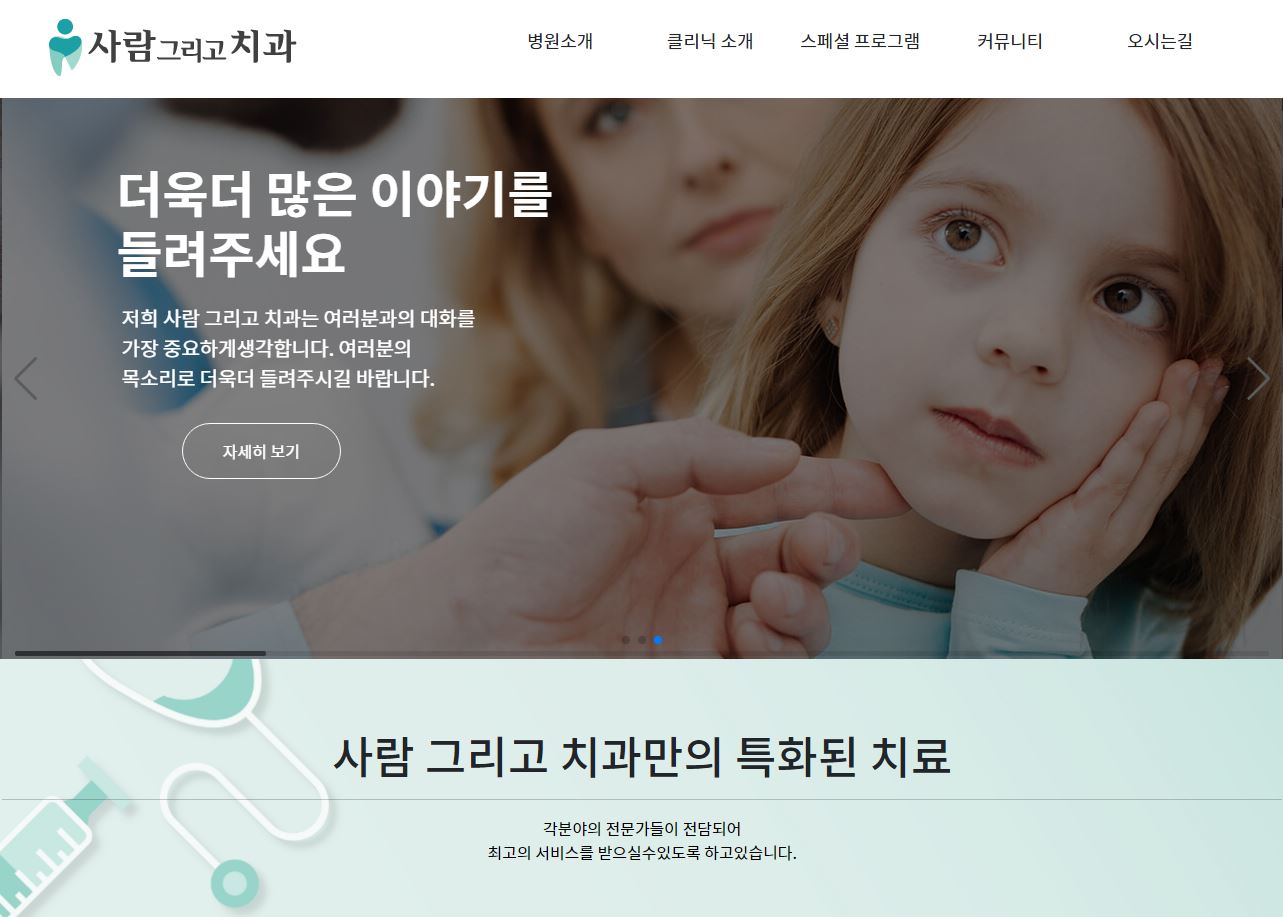 사람그리고치과
병원소개 클리닉 소개 스페셜 프로그램 커뮤니티 오시는길
더욱더 많은 이야기를
들려주세요
저희 사람 그리고 치과는 여러분과의 대화를
가장 중요하게생각합니다. 여러분의
목소리로 더욱더 들려주시길 바랍니다.
자세히 보기
사람 그리고 치과만의 특화된 치료
각분야의 전문가들이 전담되어
최고의 서비스를 받으실수있도록 하고있습니다.